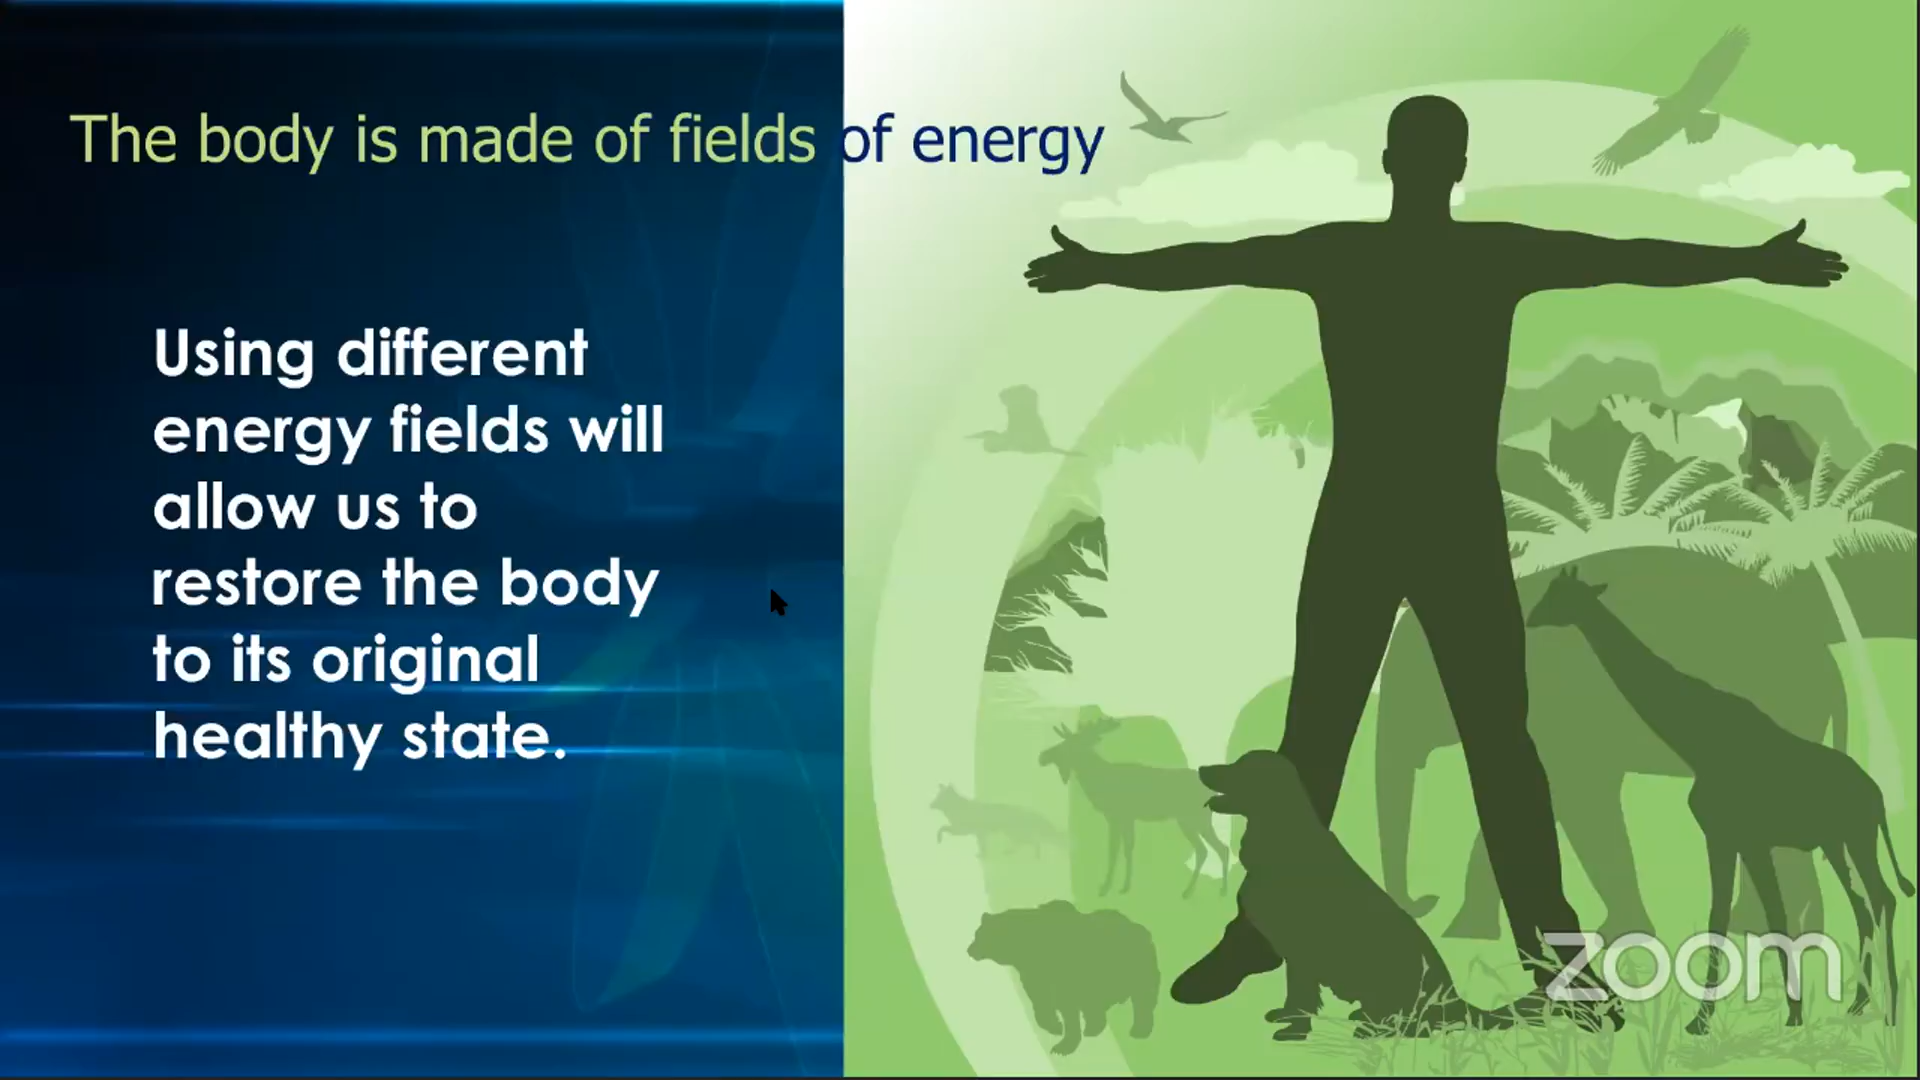 The body is made of fields of energy
Using different
energy fields will
allow us to
restore the body
to its original
healthy state.
zoom